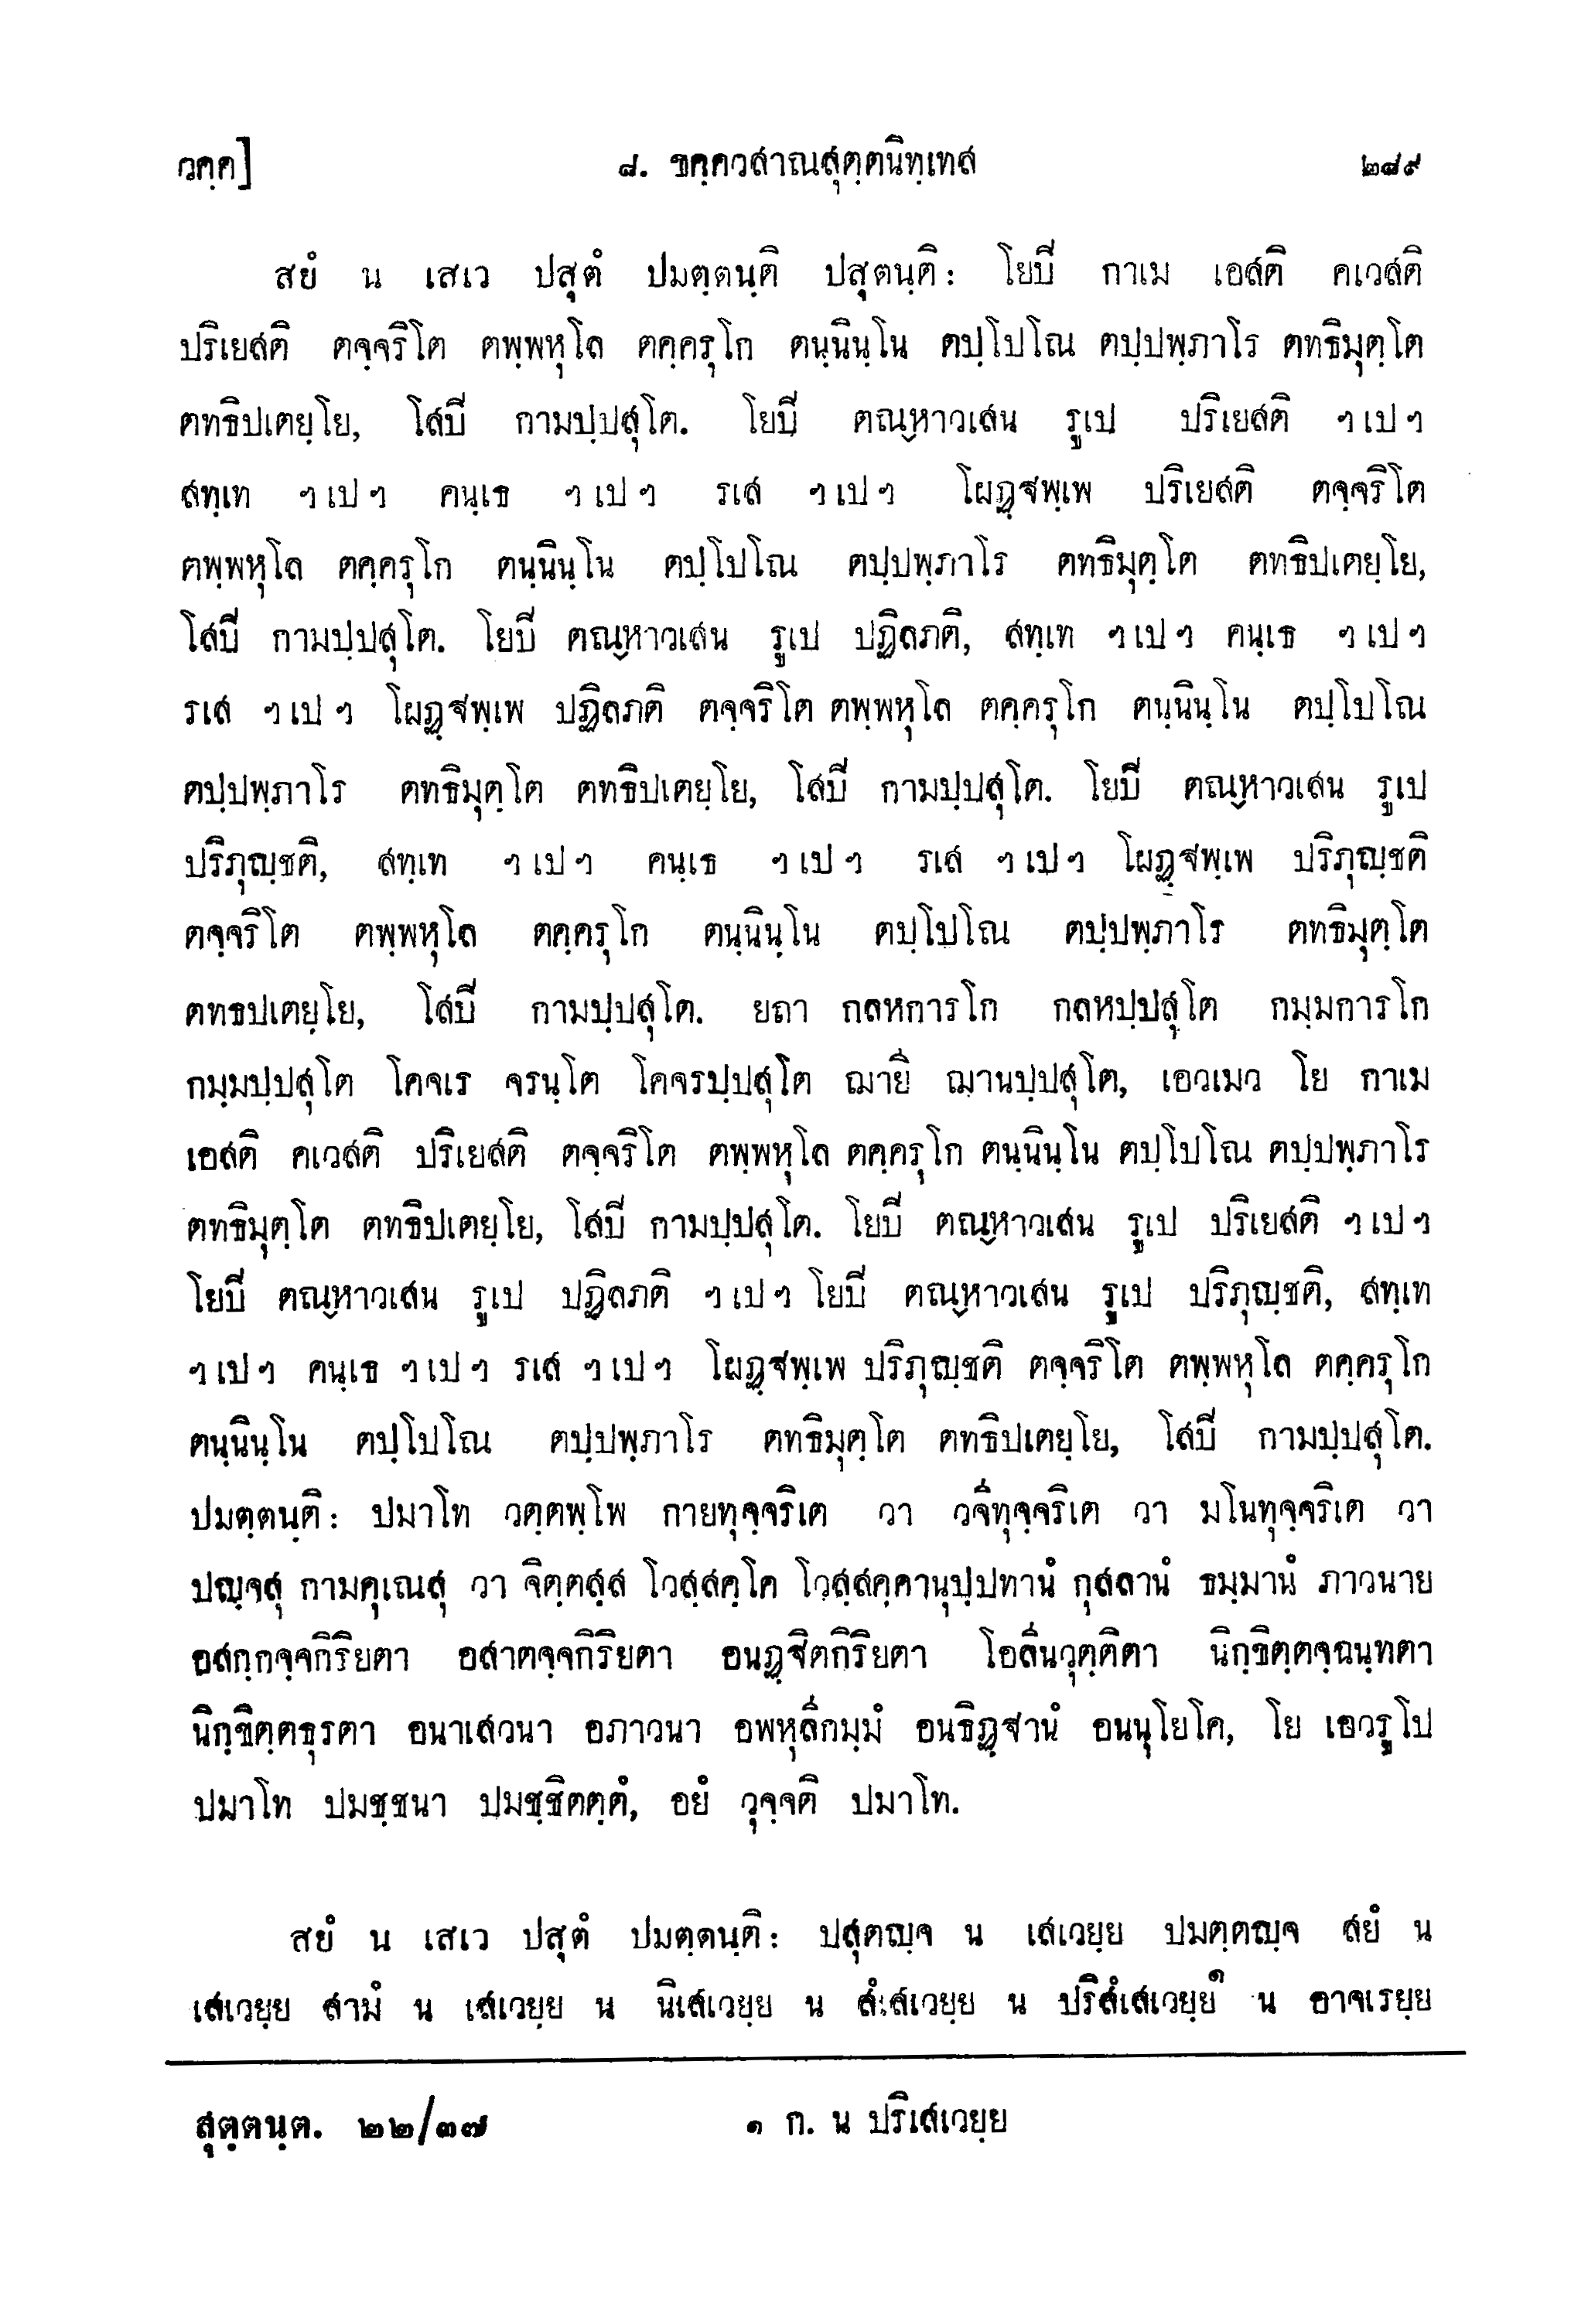 วคฺค]	๘. ขคฺควิสาณสุตฺตนิทฺเทส	๒๘๙
สยํ น เสเว ปสุตํ ปมตฺตนฺติ ปสุตนฺติ: โยปิ กาเม เอสติ คเวสติ
ปริเยสติ ตจฺจริโต ตพฺพหุโล ตคฺครุโก ตนฺนินฺโน ตปฺโปโณ ตปฺปพฺภาโร ตทธิมุตฺโต
ตทธิปเตยฺโย, โสปิ กามปฺปสุโต. โยปิ ตณฺหาวเสน รูเป ปริเยสติ ฯเปฯ
สทฺเท ฯเปฯ คนฺเธ ฯเปฯ รเส ฯเปฯ โผฏฺฐพฺเพ ปริเยสติ ตจฺจริโต
ตพฺพหุโล ตคฺครุโก ตนฺนินฺโน ตปฺโปโณ ตปฺปพฺภาโร ตทธิมุตฺโต ตทธิปเตยฺโย,
โสปิ กามปฺปสุโต. โยปิ ตณฺหาวเสน รูเป ปฏิลภติ, สทฺเท ฯเปฯ คนฺเธ ฯเปฯ
รเส ฯเปฯ โผฏฺฐพฺเพ ปฏิลภติ ตจฺจริโต ตพฺพหุโล ตคฺครุโก ตนฺนินฺโน ตปฺโปโณ
ตปฺปพฺภาโร ตทธิมุตฺโต ตทธิปเตยฺโย, โสปิ กามปฺปสุโต. โยปิ ตณฺหาวเสน รูเป
ปริภุญฺชติ, สทฺเท ฯเปฯ คนฺเธ ฯเปฯ รเส ฯเปฯ โผฏฺฐพฺเพ ปริภุญฺชติ
ตจฺจริโต ตพฺพหุโล ตคฺครุโก ตนฺนินฺโน ตปฺโปโณ ตปฺปพฺภาโร ตทธิมุตฺโต
ตทธปเตยฺโย, โสปิ กามปฺปสุโต. ยถา กลหการโก กลหปฺปสุโต กมฺมการโก
กมฺมปฺปสุโต โคจเร จรนฺโต โคจรปฺปสุโต ฌายี ฌานปฺปสุโต, เอวเมว โย กาเม
เอสติ คเวสติ ปริเยสติ ตจฺจริโต ตพฺพหุโล ตคฺครุโก ตนฺนินฺโน ตปฺโปโณ ตปฺปพฺภาโร
ตทธิมุตฺโต ตทธิปเตยฺโย, โสปิ กามปฺปสุโต. โยปิ ตณฺหาวเสน รูเป ปริเยสติ ฯเปฯ
โยปิ ตณฺหาวเสน รูเป ปฏิลภติ ฯเปฯ โยปิ ตณฺหาวเสน รูเป ปริภุญฺชติ, สทฺเท
ฯเปฯ คนฺเธ ฯเปฯ รเส ฯเปฯ โผฏฺฐพฺเพ ปริภุญฺชติ ตจฺจริโต ตพฺพหุโล ตคฺครุโก
ตนฺนินฺโน ตปฺโปโณ ตปฺปพฺภาโร ตทธิมุตฺโต ตทธิปเตยฺโย, โสปิ กามปฺปสุโต.
ปมตฺตนฺติ: ปมาโท วตฺตพฺโพ กายทุจฺจริเต วา วจีทุจฺจริเต วา มโนทุจฺจริเต วา
ปญฺจสุ กามคุเณสุ วา จิตฺตสฺส โวสฺสคฺโค โวสฺสคฺคานุปฺปทานํ กุสลานํ ธมฺมานํ ภาวนาย
อสกฺกจฺจกิริยตา อสาตจฺจกิริยตา อนฏฺฐิตกิริยตา โอลีนวุตฺติตา นิกฺขิตฺตจฺฉนฺทตา
นิกฺขิตฺตธุรตา อนาเสวนา อภาวนา อพหุลีกมฺมํ อนธิฏฺฐานํ อนนุโยโค, โย เอวรูโป
ปมาโท ปมชฺชนา ปมชฺชิตตฺตํ, อยํ วุจฺจติ ปมาโท.
สยํ น เสเว ปสุตํ ปมตฺตนฺติ: ปสุตญฺจ น เสเวยฺย ปมตฺตญฺจ สยํ น
เสเวยฺย สามํ น เสเวยฺย น นิเสเวยฺย น สํเสเวยฺย น ปริสํเสเวยฺย๑ น อาจเรยฺย
สุตฺตนฺต. ๒๒/๓๗	๑ ก. น ปริเสเวยฺย